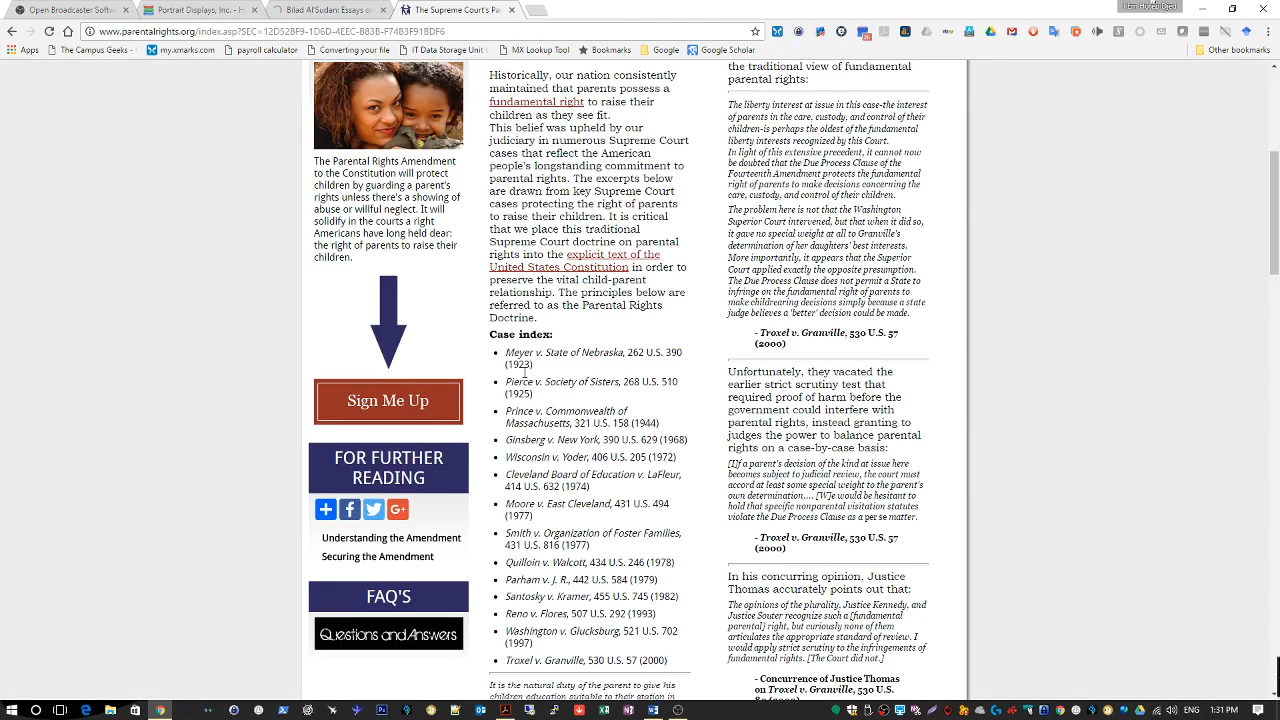 Open Broadcaster Softw
Portrait Displays, Inc. -
Bilad Al'Sudan: Essays on
The Supreme Court's Par
I Em Hotep Dyel
www.parentalrights.org/index.asp?SEC=
Apps
The Campus Geeks -
my.xmarks.com
payroll calculator
Converting your file
IT Data Storage Unit C
MX Lookup Tool
Bookmarks
Google
Google Scholar
Other bookmarks
The Parental Rights Amendment
to the Constitution will protect
children by guarding a parent's
rights unless there's a showing of
abuse or willful neglect. It will
solidify in the courts a right
Americans have long held dear:
the right of parents to raise their
children.
Sign Me Up
FOR FURTHER
READING
Understanding the Amendment
Securing the Amendment
FAQ'S
Questions and Answers
Historically, our nation consistently
maintained that parents possess a
fundamental right to raise their
children as they see fit.
This belief was upheld by our
judiciary in numerous Supreme Court
cases that reflect the American
people's longstanding commitment to
parental rights. The excerpts below
are drawn from key Supreme Court
cases protecting the right of parents
to raise their children. It is critical
that we place this traditional
Supreme Court doctrine on parental
rights into the explicit text of the
United States Constitution in order to
preserve the vital child-parent
relationship. The principles below are
referred to as the Parental Rights
Doctrine.
Case index:
• Meyer v. State of Nebraska, 262 U.S. 390
(1923)
• Pierce v. Society of Sisters, 268 U.S. 510
(1925)
• Prince v. Commonwealth of
Massachusetts, 321 U.S. 158 (1944)
• Ginsberg v. New York, 390 U.S. 629 (1968)
• Wisconsin v. Yoder, 406 U.S. 205 (1972)
• Cleveland Board of Education v. LaFleur,
414 U.S. 632 (1974)
• Moore v. East Cleveland, 431 U.S. 494
(1977)
• Smith v. Organization of Foster Families,
431 U.S. 816 (1977)
• Quilloin v. Walcott, 434 U.S. 246 (1978)
• Parham v. J. R., 442 U.S. 584 (1979)
• Santosky v. Kramer, 455 U.S. 745 (1982)
• Reno v. Flores, 507 U.S. 292 (1993)
• Washington v. Glucksburg, 521 U.S. 702
(1997)
• Troxel v. Granville, 530 U.S. 57 (2000)
It is the natural duty of the parent to give his
children education suitable to their station in
the traditional view of fundamental
parental rights:
The liberty interest at issue in this case-the interest
of parents in the care, custody, and control of their
children-is perhaps the oldest of the fundamental
liberty interests recognized by this Court.
In light of this extensive precedent, it cannot now
be doubted that the Due Process Clause of the
Fourteenth Amendment protects the fundamental
right of parents to make decisions concerning the
care, custody, and control of their children.
The problem here is not that the Washington
Superior Court intervened, but that when it did so,
it gave no special weight at all to Granville's
determination of her daughters' best interests.
More importantly, it appears that the Superior
Court applied exactly the opposite presumption.
The Due Process Clause does not permit a State to
infringe on the fundamental right of parents to
make childrearing decisions simply because a state
judge believes a 'better' decision could be made.
- Troxel v. Granville, 530 U.S. 57
(2000)
Unfortunately, they vacated the
earlier strict scrutiny test that
required proof of harm before the
government could interfere with
parental rights, instead granting to
judges the power to balance parental
rights on a case-by-case basis:
[I]f a parent's decision of the kind at issue here
becomes subject to judicial review, the court must
accord at least some special weight to the parent's
own determination.... [W]e would be hesitant to
hold that specific nonparental visitation statutes
violate the Due Process Clause as a per se matter.
- Troxel v. Granville, 530 U.S. 57
(2000)
In his concurring opinion, Justice
Thomas accurately points out that:
The opinions of the plurality, Justice Kennedy, and
Justice Souter recognize such a [fundamental
parental] right, but curiously none of them
articulates the appropriate standard of review. I
would apply strict scrutiny to the infringements of
fundamental rights. [The Court did not.]
- Concurrence of Justice Thomas
on Troxel v. Granville, 530 U.S.
1:31 PM